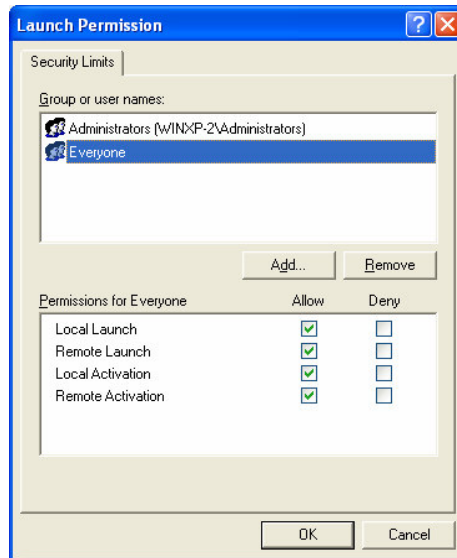 Launch Permission
Security Limits
Group or user names:
Administrators (WINXP-2\Administrators)
Everyone
Add... Remove
Permissions for Everyone Allow Deny
Local Launch
Remote Launch
Local Activation
Remote Activation
OK Cancel